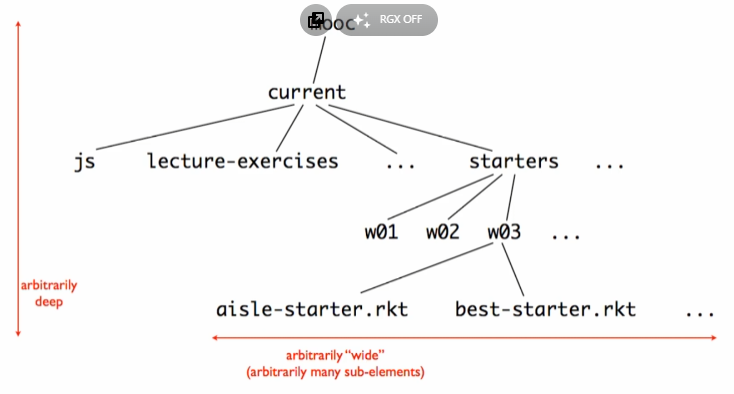 mooc
RGX OFF
current
js lecture-exercises ... starters ...
w01 w02 w03 ...
arbitrarily
deep
aisle-starter.rkt best-starter.rkt ...
arbitrarily "wide"
(arbitrarily many sub-elements)